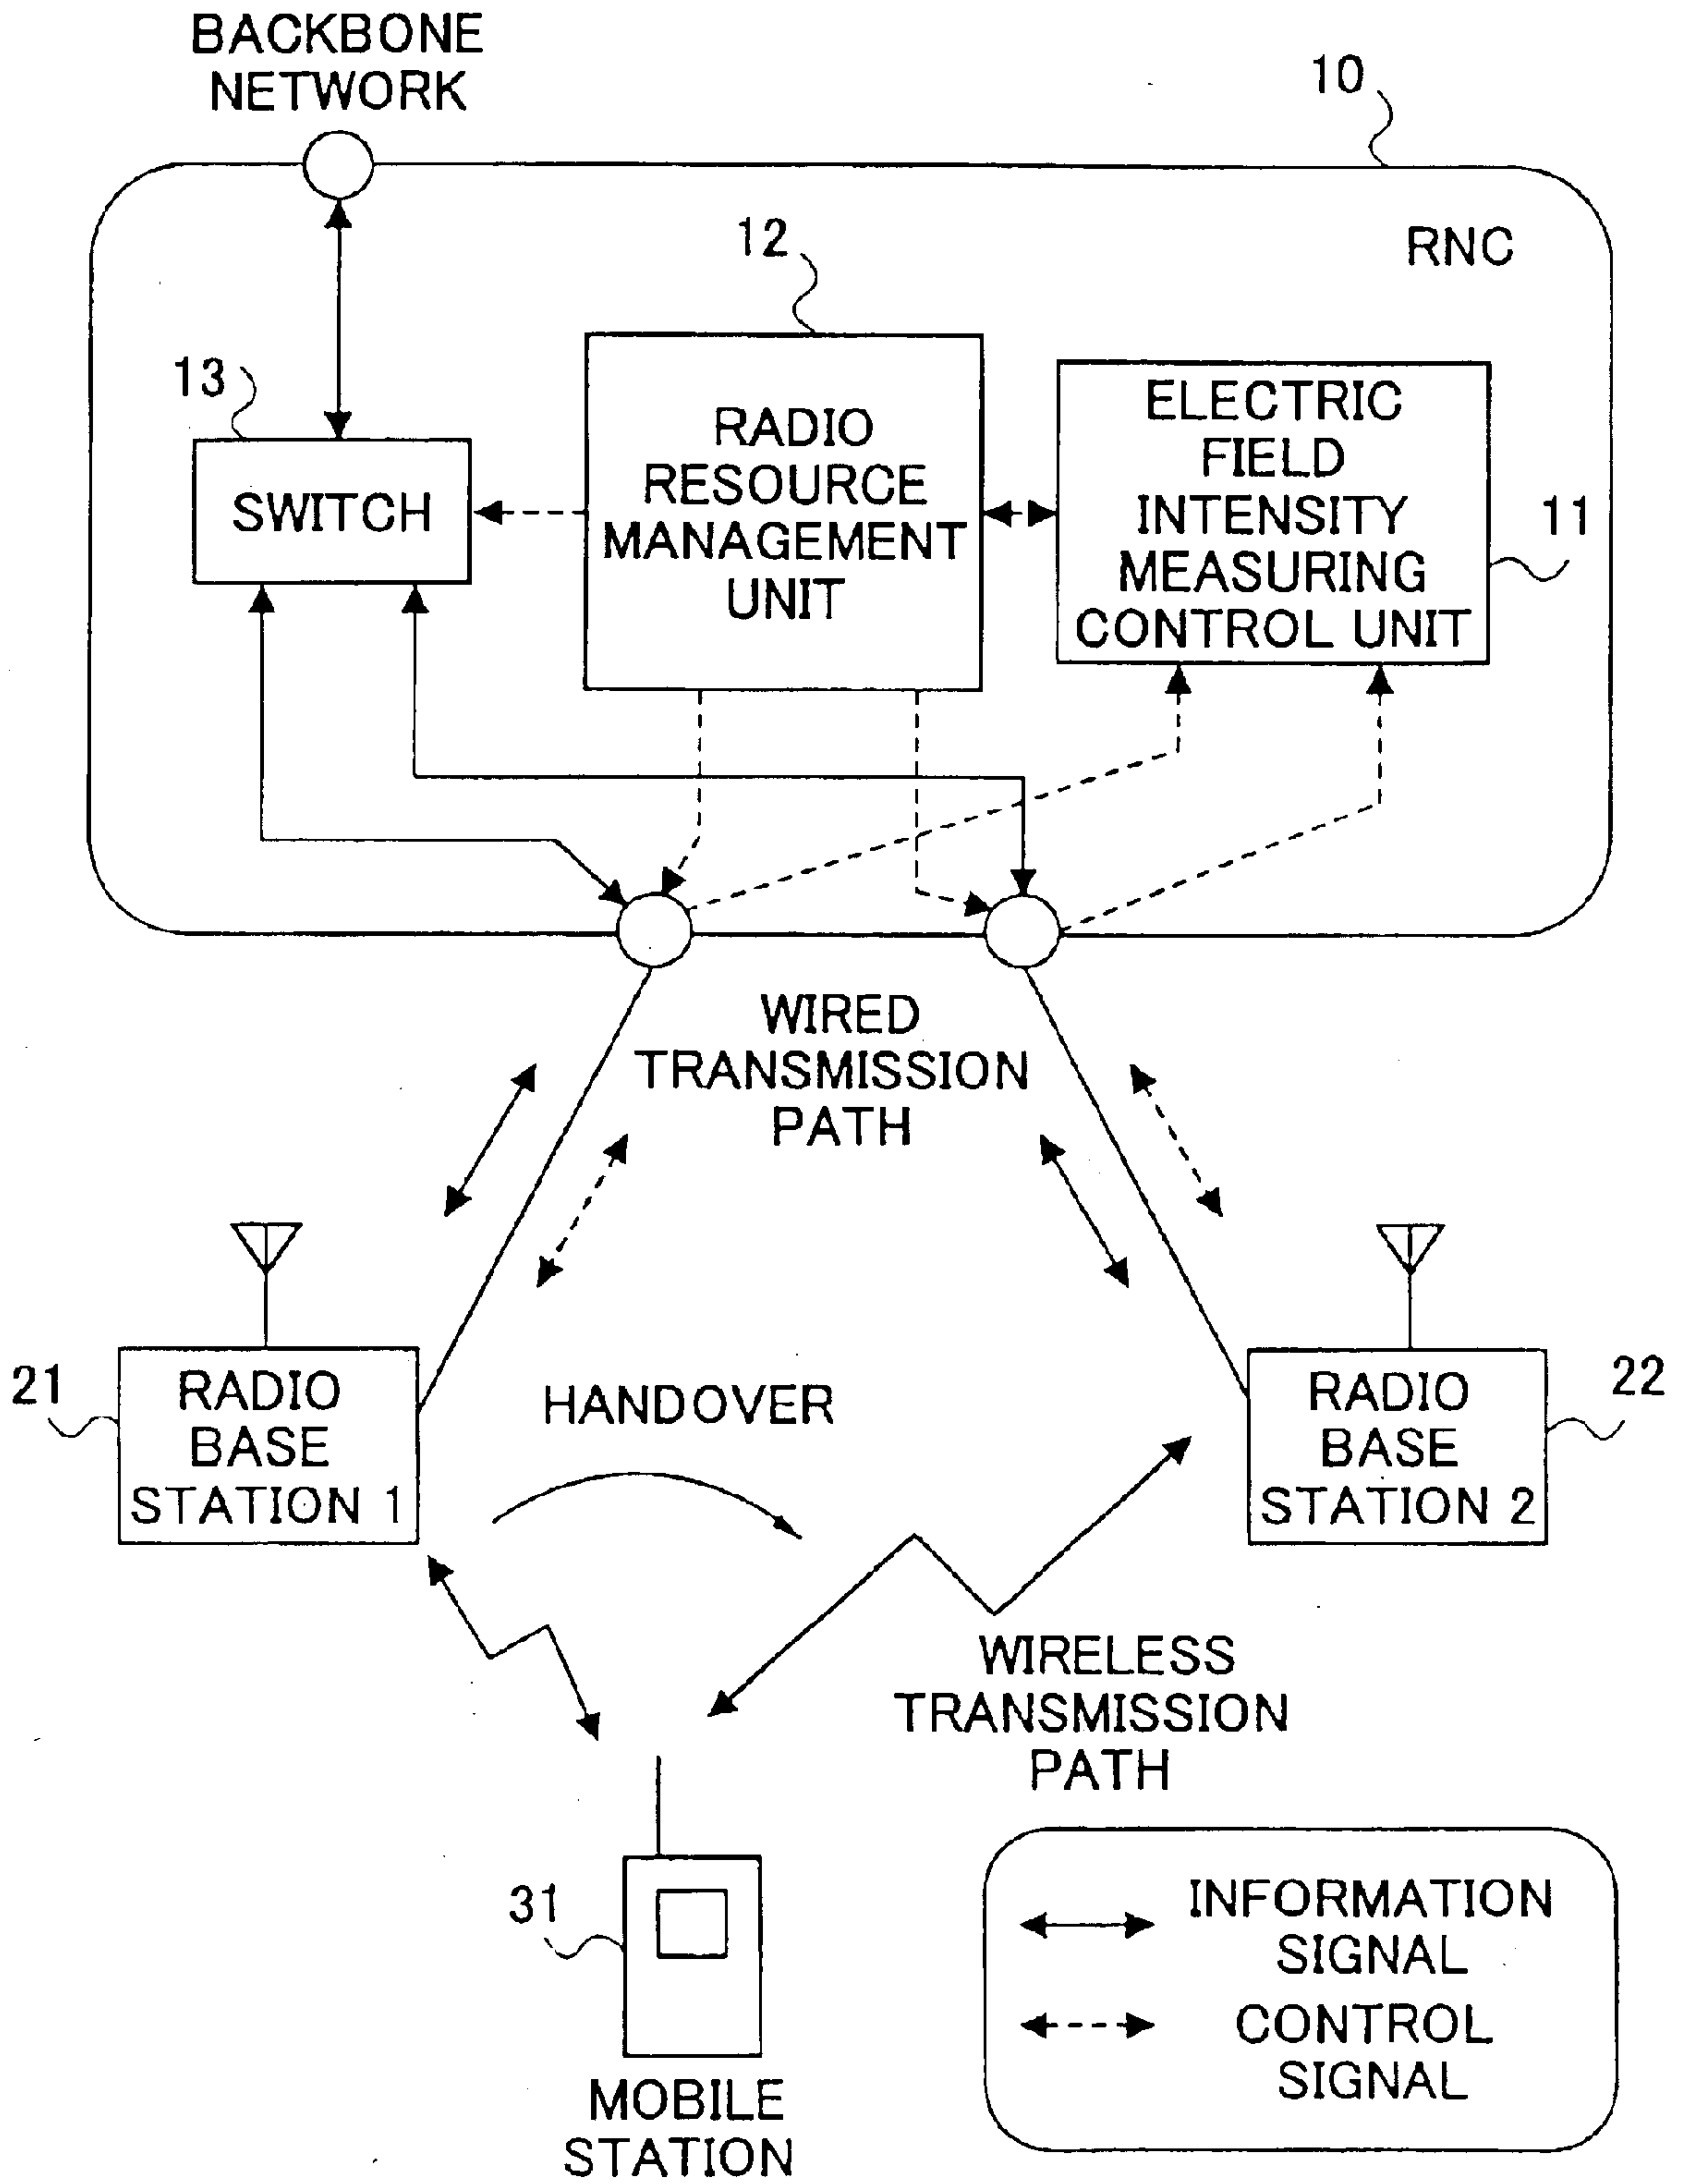 BACKBONE
NETWORK
10
RNC
12
13
RADIO
RESOURCE
MANAGEMENT
UNIT
ELECTRIC
FIELD
INTENSITY
MEASURING
CONTROL UNIT
11
SWITCH
WIRED
TRANSMISSION
PATH
21
RADIO
BASE
STATION 1
HANDOVER
RADIO
BASE
STATION 2
22
WIRELESS
TRANSMISSION
PATH
31
MOBILE
STATION
INFORMATION
SIGNAL
CONTROL
SIGNAL